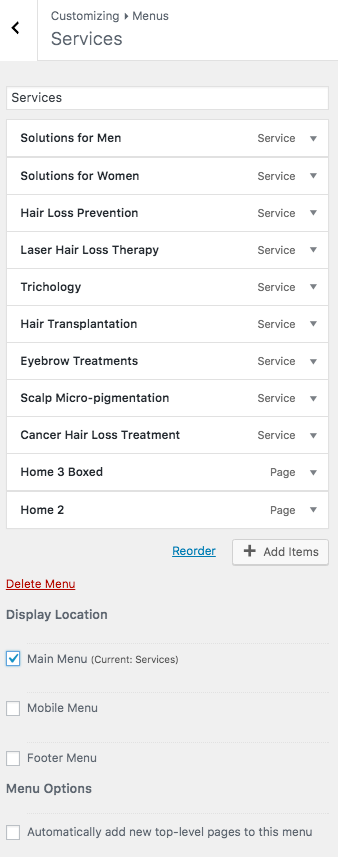 Customizing ▸ Menus
Services
Services
Solutions for Men Service
Solutions for Women Service
Hair Loss Prevention Service
Laser Hair Loss Therapy Service
Trichology Service
Hair Transplantation Service
Eyebrow Treatments Service
Scalp Micro-pigmentation Service
Cancer Hair Loss Treatment Service
Home 3 Boxed Page
Home 2 Page
Reorder + Add Items
Delete Menu
Display Location
Main Menu (Current: Services)
Mobile Menu
Footer Menu
Menu Options
Automatically add new top-level pages to this menu